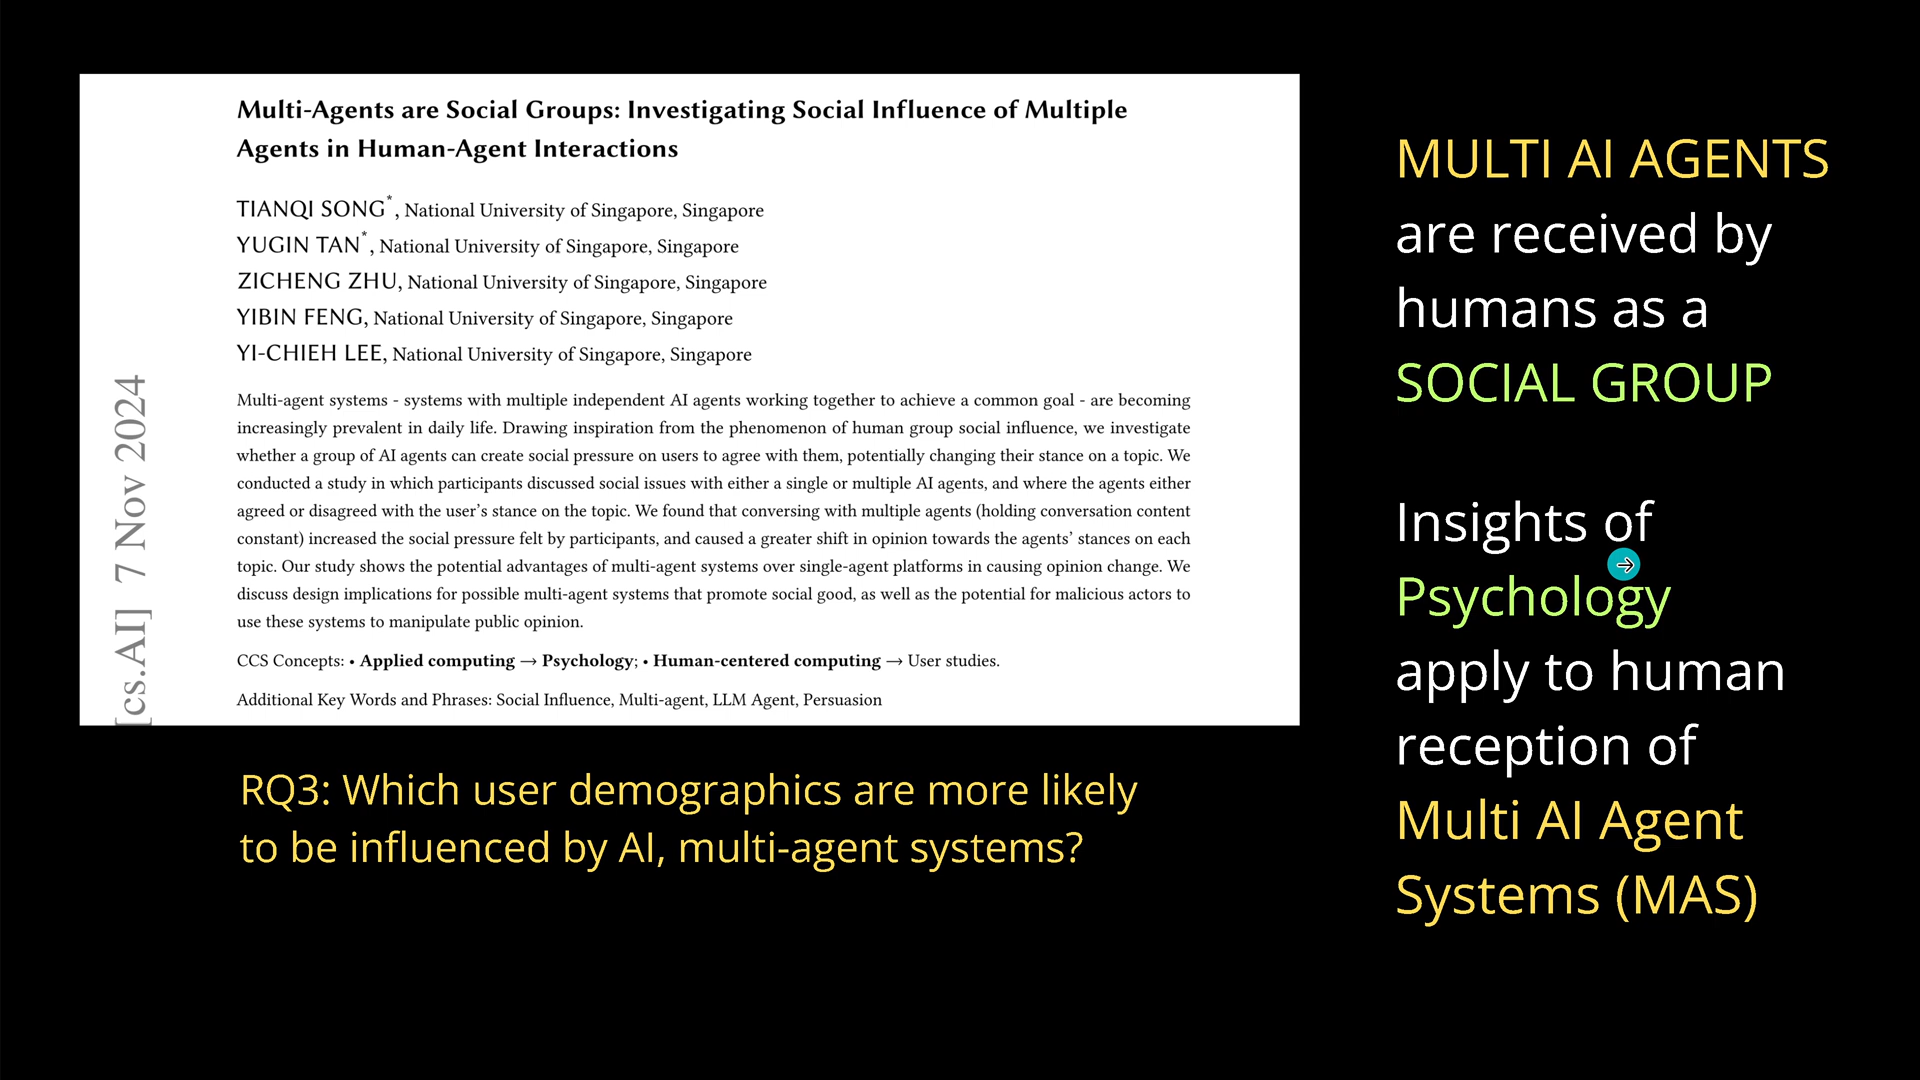 Multi-Agents are Social Groups: Investigating Social Influence of Multiple
Agents in Human-Agent Interactions
TIANQI SONG*, National University of Singapore, Singapore
YUGIN TAN*, National University of Singapore, Singapore
ZICHENG ZHU, National University of Singapore, Singapore
YIBIN FENG, National University of Singapore, Singapore
YI-CHIEH LEE, National University of Singapore, Singapore
Multi-agent systems - systems with multiple independent AI agents working together to achieve a common goal - are becoming
increasingly prevalent in daily life. Drawing inspiration from the phenomenon of human group social influence, we investigate
whether a group of AI agents can create social pressure on users to agree with them, potentially changing their stance on a topic. We
conducted a study in which participants discussed social issues with either a single or multiple AI agents, and where the agents either
agreed or disagreed with the user's stance on the topic. We found that conversing with multiple agents (holding conversation content
constant) increased the social pressure felt by participants, and caused a greater shift in opinion towards the agents' stances on each
topic. Our study shows the potential advantages of multi-agent systems over single-agent platforms in causing opinion change. We
discuss design implications for possible multi-agent systems that promote social good, as well as the potential for malicious actors to
use these systems to manipulate public opinion.
CCS Concepts: • Applied computing → Psychology; • Human-centered computing → User studies.
Additional Key Words and Phrases: Social Influence, Multi-agent, LLM Agent, Persuasion
[cs.AI] 7 Nov 2024
RQ3: Which user demographics are more likely
to be influenced by AI, multi-agent systems?
MULTI AI AGENTS
are received by
humans as a
SOCIAL GROUP
Insights of
Psychology
apply to human
reception of
Multi AI Agent
Systems (MAS)